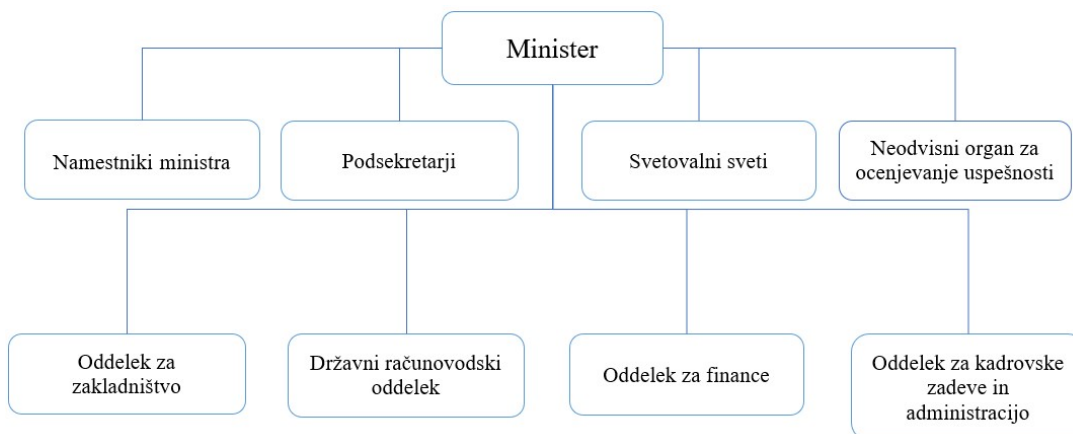 Minister
Namestniki ministra
Podsekretarji
Svetovalni sveti
Neodvisni organ za
ocenjevanje uspešnosti
Oddelek za
zakladništvo
Državni računovodski
oddelek
Oddelek za finance
Oddelek za kadrovske
zadeve in
administracijo